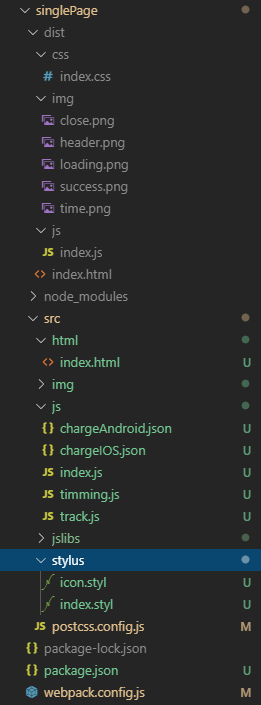 singlePage
dist
css
# index.css
img
close.png
header.png
loading.png
success.png
time.png
js
JS index.js
<> index.html
node_modules
src
html
<> index.html U
img
js
{} chargeAndroid.json U
{} chargeIOS.json U
JS index.js U
JS timming.js U
JS track.js U
jslibs
stylus
icon.styl U
index.styl U
JS postcss.config.js M
{} package-lock.json
{} package.json U
webpack.config.js M